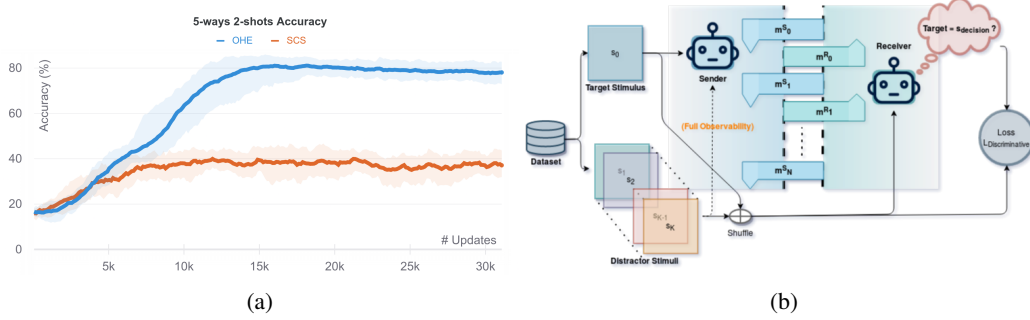 5-ways 2-shots Accuracy
OHE
SCS
Accuracy (%)
80
60
40
20
0
# Updates
5k
10k
15k
20k
25k
30k
(a)
s0
Target Stimulus
Dataset
s1
s2
sK-1
sK
Distractor Stimuli
Sender
(Full Observability)
mS0
mR0
mS1
mR1
mSN
Receiver
Target = sdecision ?
Shuffle
Loss
LDiscriminative
(b)